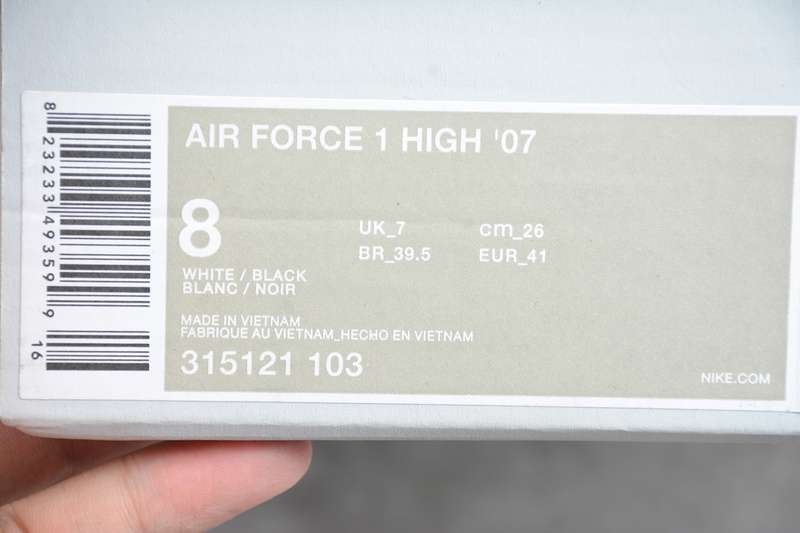 AIR FORCE 1 HIGH '07
8
UK_7 cm_26
BR_39.5 EUR_41
WHITE / BLACK
BLANC / NOIR
MADE IN VIETNAM
FABRIQUE AU VIETNAM_HECHO EN VIETNAM
315121 103
NIKE.COM
8 23233 49359 9
16